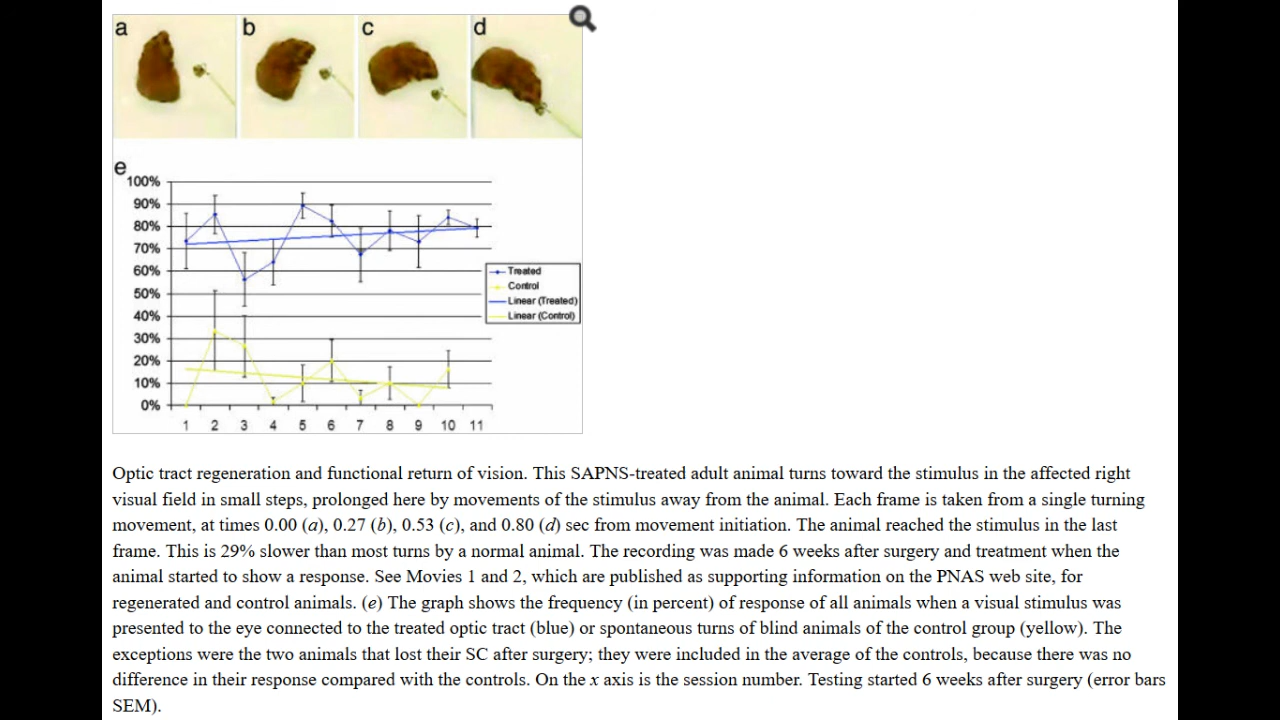 a b c d
e
100%
90%
80%
70%
60%
50%
40%
30%
20%
10%
0%
1 2 3 4 5 6 7 8 9 10 11
Treated
Control
Linear (Treated)
Linear (Control)
Optic tract regeneration and functional return of vision. This SAPNS-treated adult animal turns toward the stimulus in the affected right
visual field in small steps, prolonged here by movements of the stimulus away from the animal. Each frame is taken from a single turning
movement, at times 0.00 (a), 0.27 (b), 0.53 (c), and 0.80 (d) sec from movement initiation. The animal reached the stimulus in the last
frame. This is 29% slower than most turns by a normal animal. The recording was made 6 weeks after surgery and treatment when the
animal started to show a response. See Movies 1 and 2, which are published as supporting information on the PNAS web site, for
regenerated and control animals. (e) The graph shows the frequency (in percent) of response of all animals when a visual stimulus was
presented to the eye connected to the treated optic tract (blue) or spontaneous turns of blind animals of the control group (yellow). The
exceptions were the two animals that lost their SC after surgery; they were included in the average of the controls, because there was no
difference in their response compared with the controls. On the x axis is the session number. Testing started 6 weeks after surgery (error bars
SEM).